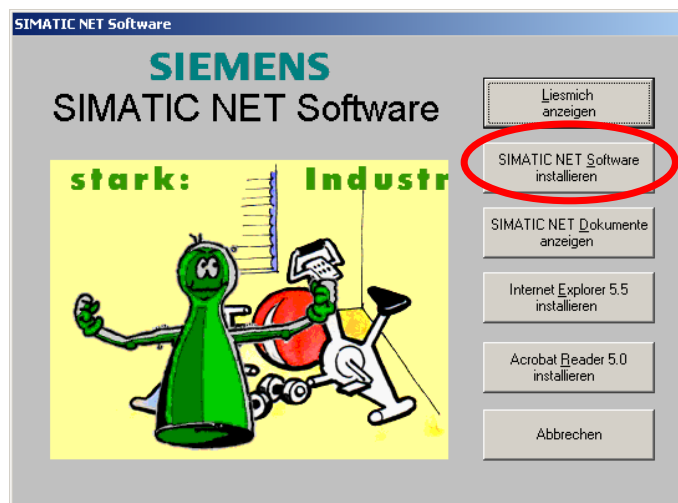 SIMATIC NET Software
SIEMENS
SIMATIC NET Software
stark: Industr
Liesmich
anzeigen
SIMATIC NET Software
installieren
SIMATIC NET Dokumente
anzeigen
Internet Explorer 5.5
installieren
Acrobat Reader 5.0
installieren
Abbrechen